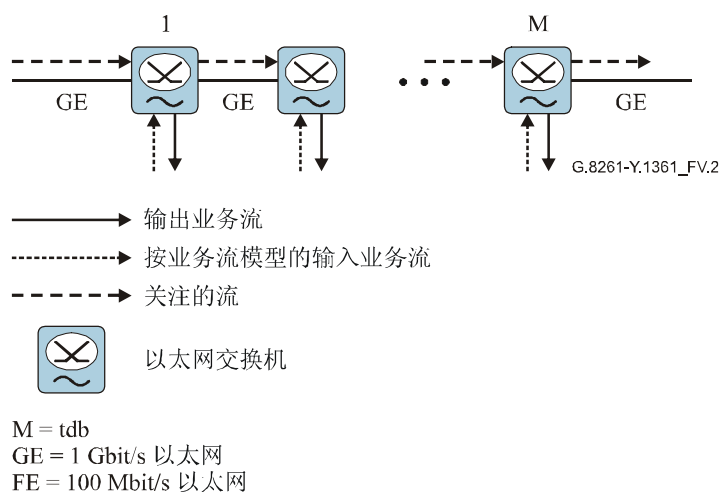 1
M
GE
GE
GE
G.8261-Y.1361_FV.2
输出业务流
按业务流模型的输入业务流
关注的流
以太网交换机
M = tdb
GE = 1 Gbit/s 以太网
FE = 100 Mbit/s 以太网